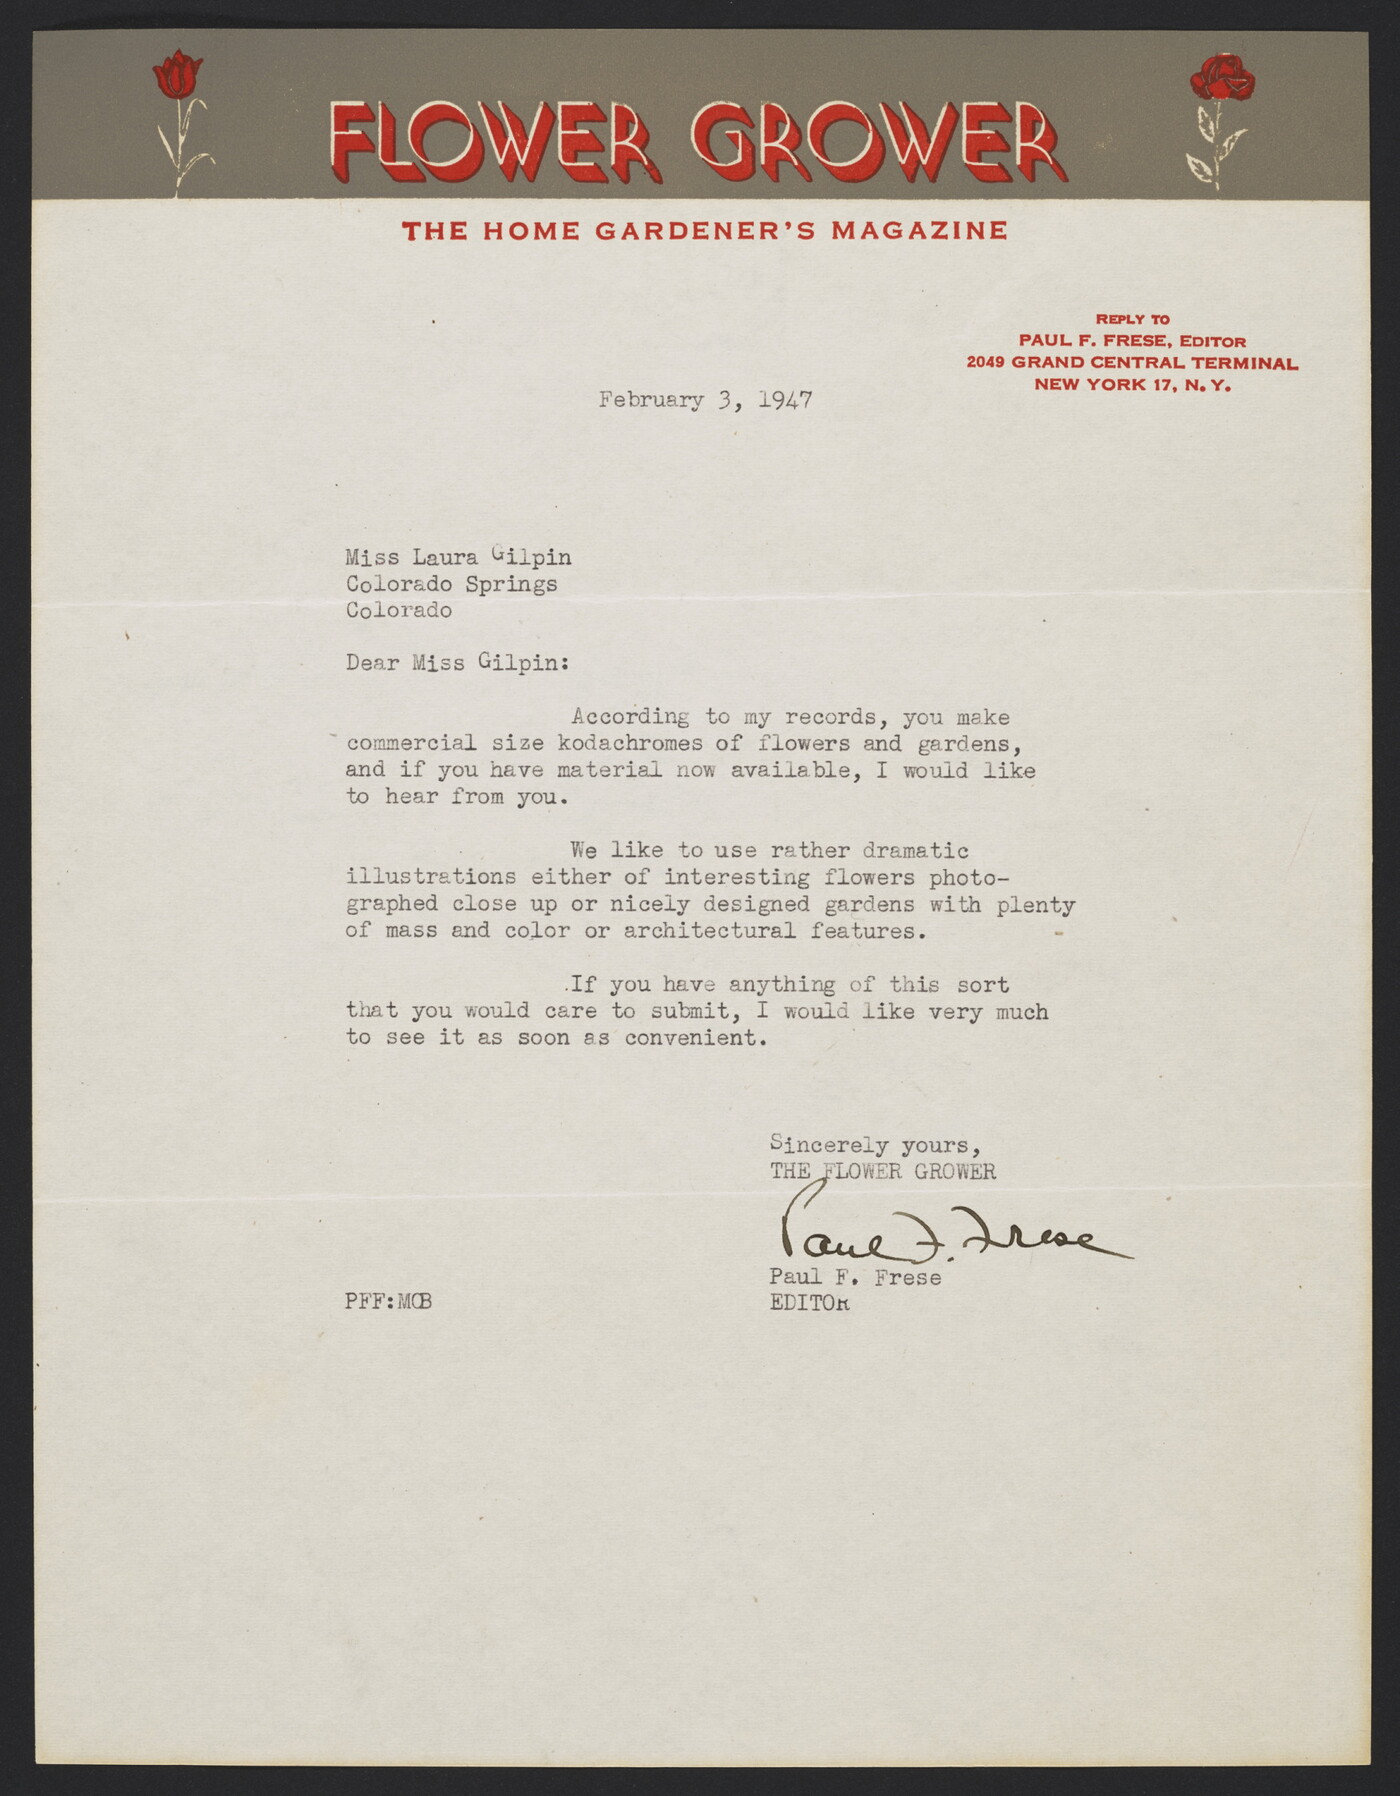 FLOWER GROWER
THE HOME GARDENER'S MAGAZINE
REPLY TO
PAUL F. FRESE, EDITOR
2049 GRAND CENTRAL TERMINAL
NEW YORK 17, N. Y.
February 3, 1947
Miss Laura Gilpin
Colorado Springs
Colorado
Dear Miss Gilpin:
According to my records, you make
commercial size kodachromes of flowers and gardens,
and if you have material now available, I would like
to hear from you.
We like to use rather dramatic
illustrations either of interesting flowers photo-
graphed close up or nicely designed gardens with plenty
of mass and color or architectural features.
.If you have anything of this sort
that you would care to submit, I would like very much
to see it as soon as convenient.
Sincerely yours,
THE FLOWER GROWER
Paul F. Frese
Paul F. Frese
PFF:MCB
EDITOR